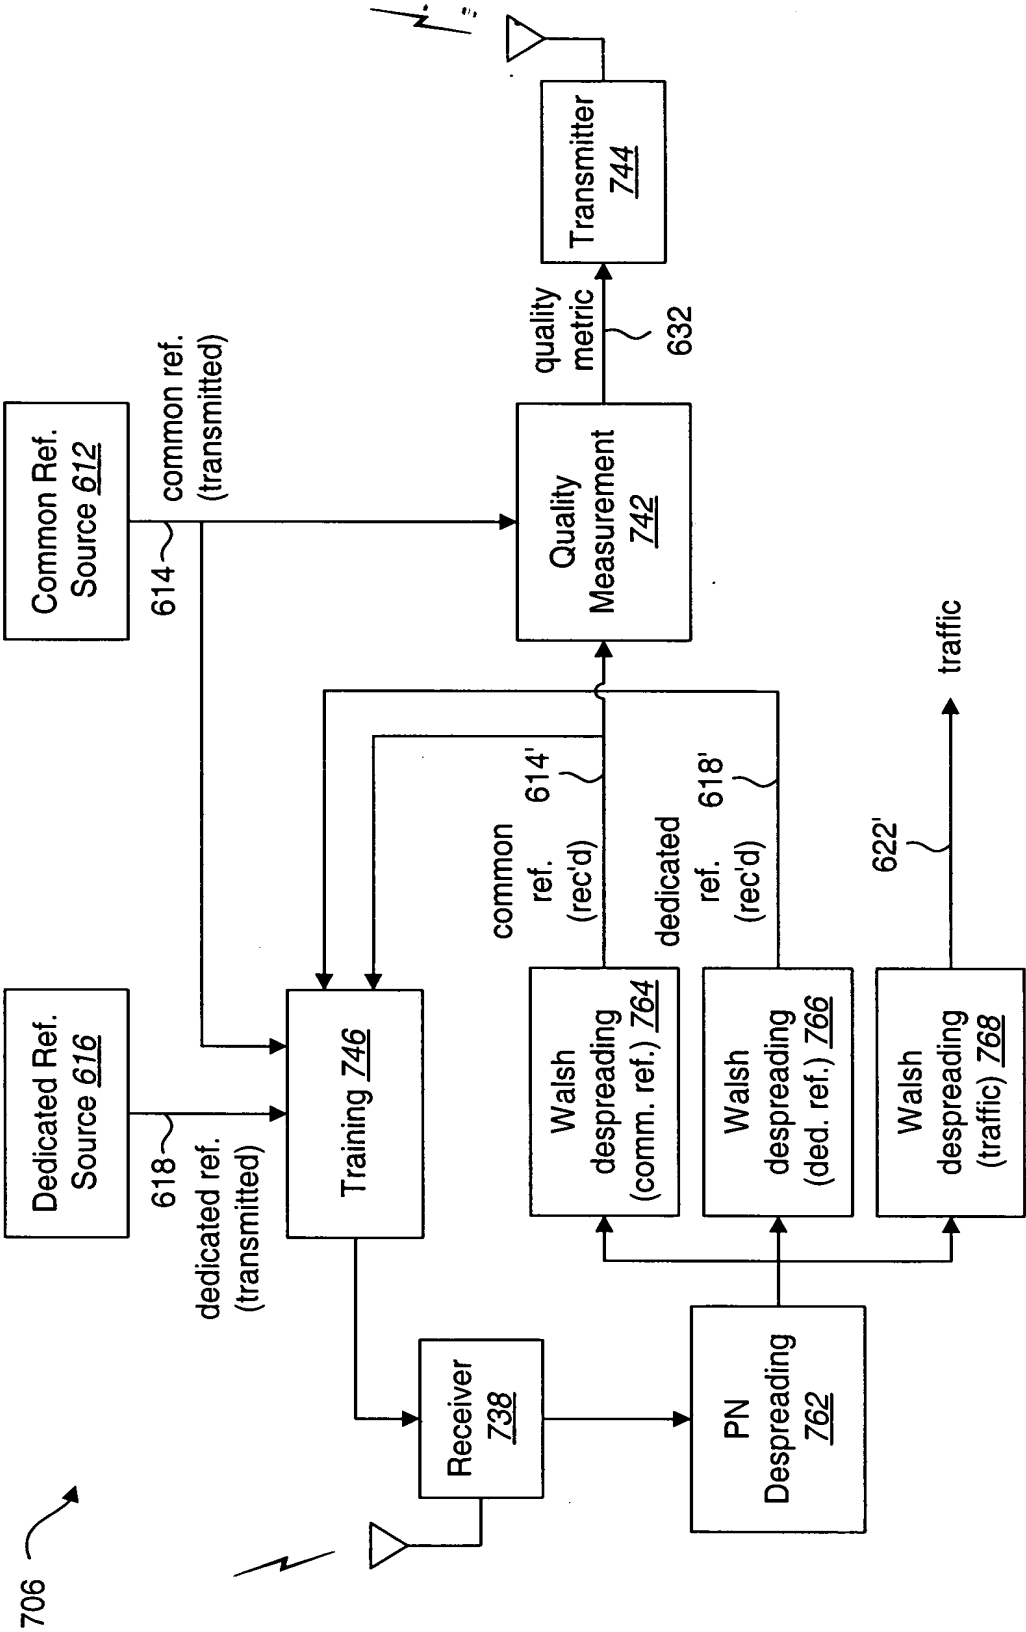 706
Dedicated Ref.
Source 616
618
dedicated ref.
(transmitted)
Common Ref.
Source 612
614
common ref.
(transmitted)
Training 746
Receiver
738
PN
Despreading
762
Walsh
despreading
(comm. ref.) 764
Walsh
despreading
(ded. ref.) 766
Walsh
despreading
(traffic) 768
common
ref.
(rec'd)
614'
dedicated
ref.
(rec'd)
618'
622'
traffic
Quality
Measurement
742
quality
metric
632
Transmitter
744